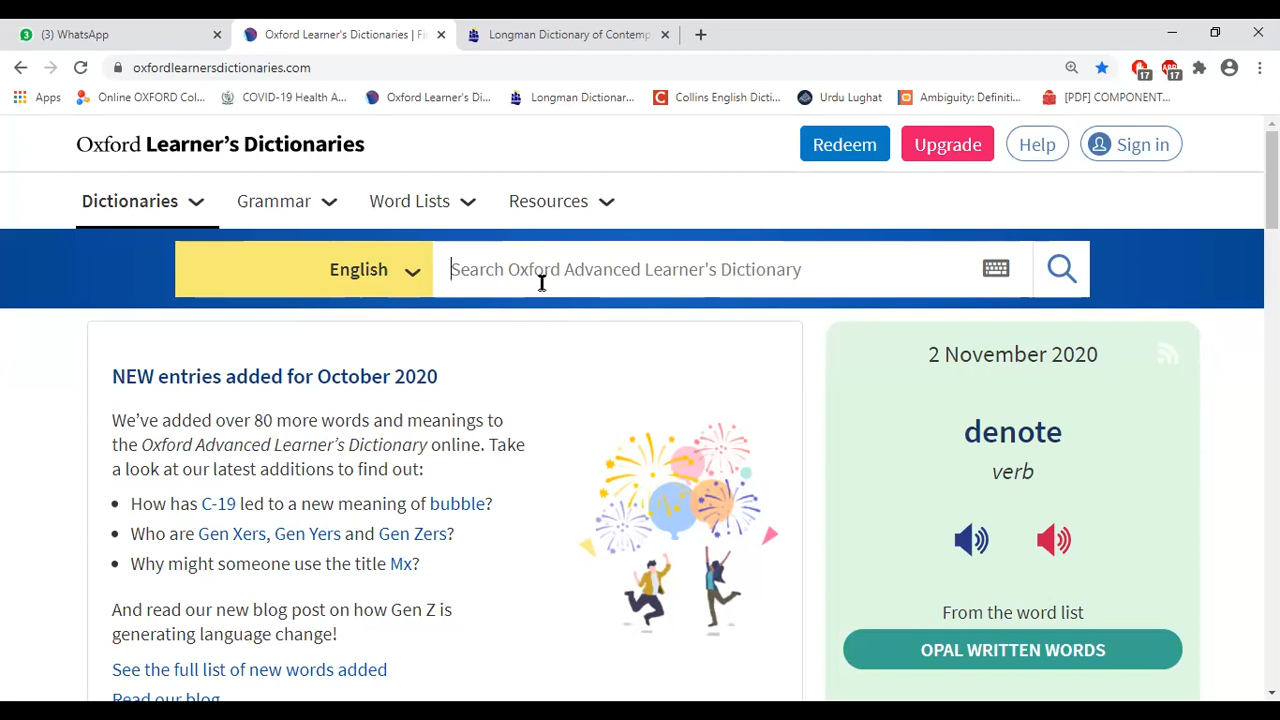 3
(3) WhatsApp
Oxford Learner's Dictionaries | Fi
Longman Dictionary of Contemp
oxfordlearnersdictionaries.com
17
ABP
17
Apps
Online OXFORD Col...
COVID-19 Health A...
Oxford Learner's Di...
Longman Dictionar...
Collins English Dicti...
Urdu Lughat
Ambiguity: Definiti...
[PDF] COMPONENT...
Oxford Learner's Dictionaries
Redeem
Upgrade
Help
Sign in
Dictionaries
Grammar
Word Lists
Resources
English
Search Oxford Advanced Learner's Dictionary
NEW entries added for October 2020
We've added over 80 more words and meanings to
the Oxford Advanced Learner's Dictionary online. Take
a look at our latest additions to find out:
• How has C-19 led to a new meaning of bubble?
• Who are Gen Xers, Gen Yers and Gen Zers?
• Why might someone use the title Mx?
And read our new blog post on how Gen Z is
generating language change!
See the full list of new words added
Read our blog
2 November 2020
denote
verb
From the word list
OPAL WRITTEN WORDS